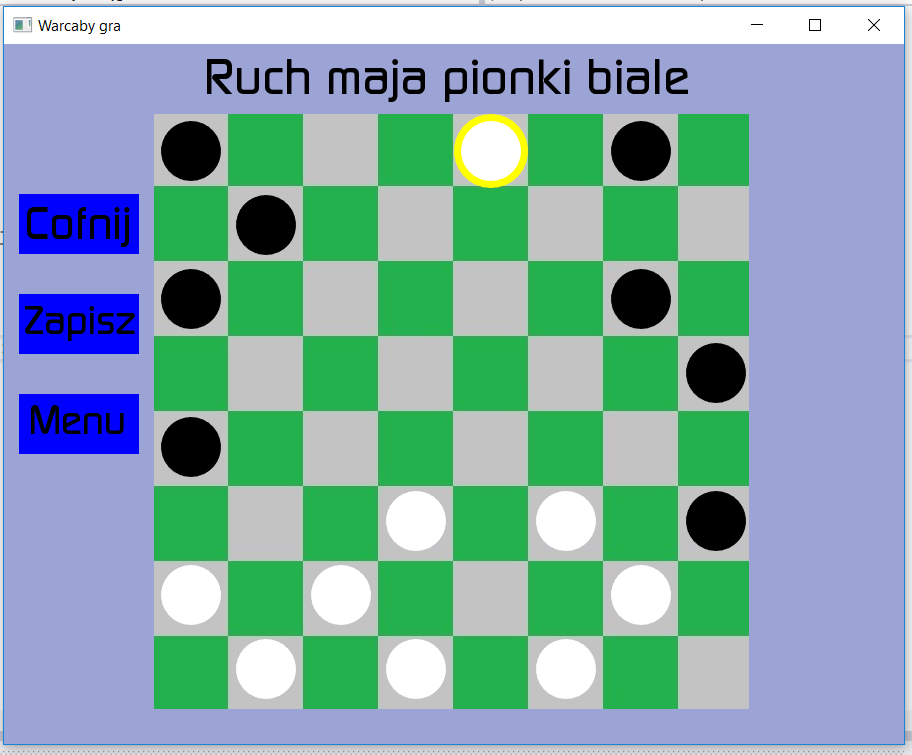 Warcaby gra
Ruch maja pionki biale
Cofnij
Zapisz
Menu